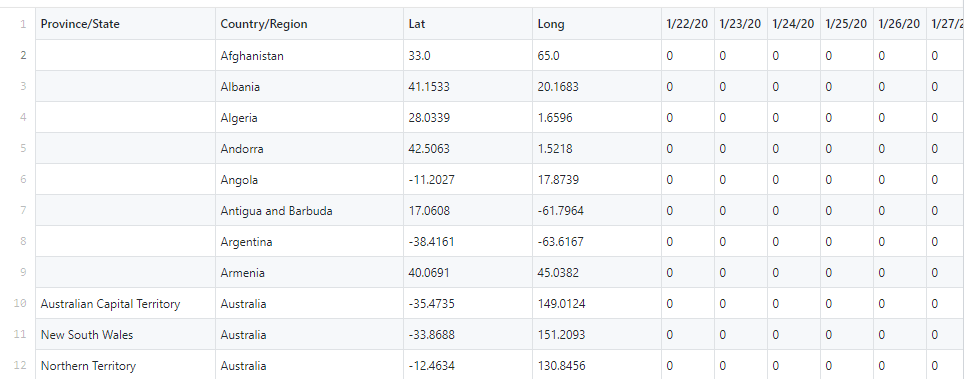 1 Province/State Country/Region Lat Long 1/22/20 1/23/20 1/24/20 1/25/20 1/26/20 1/27/2
2 Afghanistan 33.0 65.0 0 0 0 0 0 0
3 Albania 41.1533 20.1683 0 0 0 0 0 0
4 Algeria 28.0339 1.6596 0 0 0 0 0 0
5 Andorra 42.5063 1.5218 0 0 0 0 0 0
6 Angola -11.2027 17.8739 0 0 0 0 0 0
7 Antigua and Barbuda 17.0608 -61.7964 0 0 0 0 0 0
8 Argentina -38.4161 -63.6167 0 0 0 0 0 0
9 Armenia 40.0691 45.0382 0 0 0 0 0 0
10 Australian Capital Territory Australia -35.4735 149.0124 0 0 0 0 0 0
11 New South Wales Australia -33.8688 151.2093 0 0 0 0 0 0
12 Northern Territory Australia -12.4634 130.8456 0 0 0 0 0 0